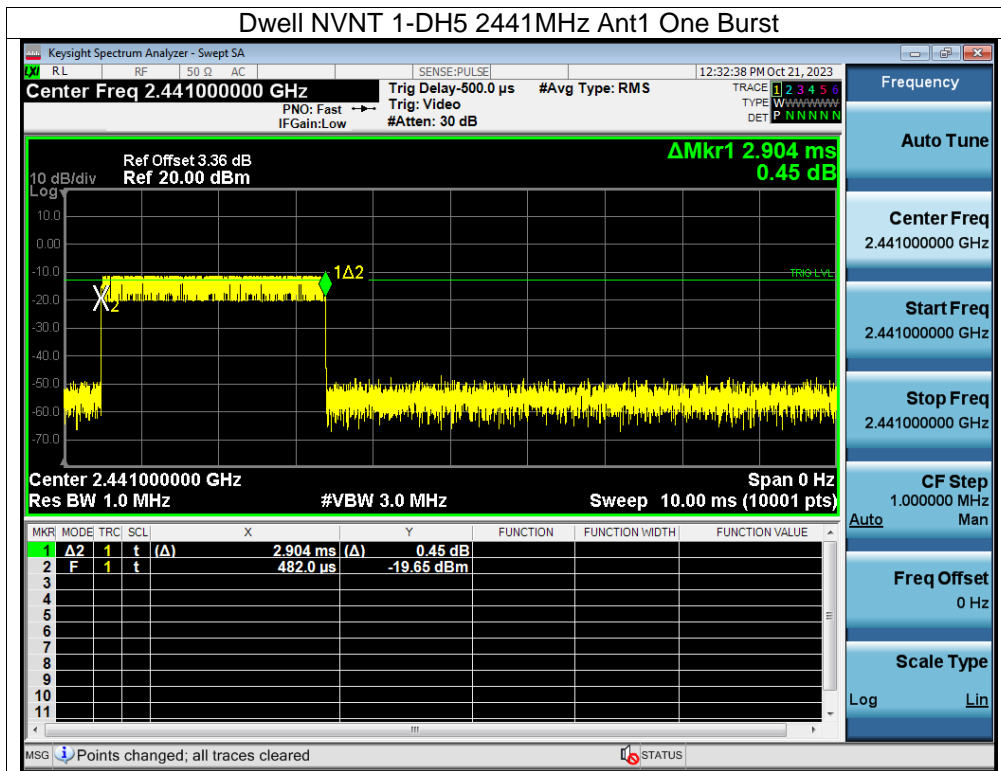 Dwell NVNT 1-DH5 2441MHz Ant1 One Burst
Keysight Spectrum Analyzer - Swept SA
LXI RL RF 50 Ω AC SENSE:PULSE 12:32:38 PM Oct 21, 2023
Center Freq 2.441000000 GHz Trig Delay-500.0 µs #Avg Type: RMS TRACE 1 2 3 4 5 6
PNO: Fast Trig: Video TYPE WWWWWW
IFGain:Low #Atten: 30 dB DET P N N N N N
Frequency
Auto Tune
Center Freq
2.441000000 GHz
Start Freq
2.441000000 GHz
Stop Freq
2.441000000 GHz
CF Step
1.000000 MHz
Auto Man
Freq Offset
0 Hz
Scale Type
Log Lin
ΔMkr1 2.904 ms
0.45 dB
Ref Offset 3.36 dB
10 dB/div Ref 20.00 dBm
Log
10.0
0.00
-10.0
-20.0
-30.0
-40.0
-50.0
-60.0
-70.0
1Δ2
TRIG LVL
2
Center 2.441000000 GHz Span 0 Hz
Res BW 1.0 MHz #VBW 3.0 MHz Sweep 10.00 ms (10001 pts)
MKR MODE TRC SCL X Y FUNCTION FUNCTION WIDTH FUNCTION VALUE
1 Δ2 1 t (Δ) 2.904 ms (Δ) 0.45 dB
2 F 1 t 482.0 µs -19.65 dBm
3
4
5
6
7
8
9
10
11
MSG Points changed; all traces cleared STATUS